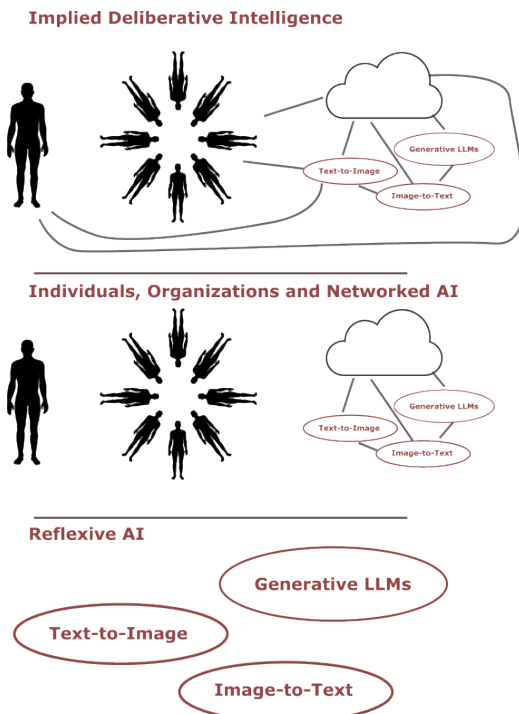 Implied Deliberative Intelligence
Generative LLMs
Text-to-Image
Image-to-Text
Individuals, Organizations and Networked AI
Generative LLMs
Text-to-Image
Image-to-Text
Reflexive AI
Generative LLMs
Text-to-Image
Image-to-Text